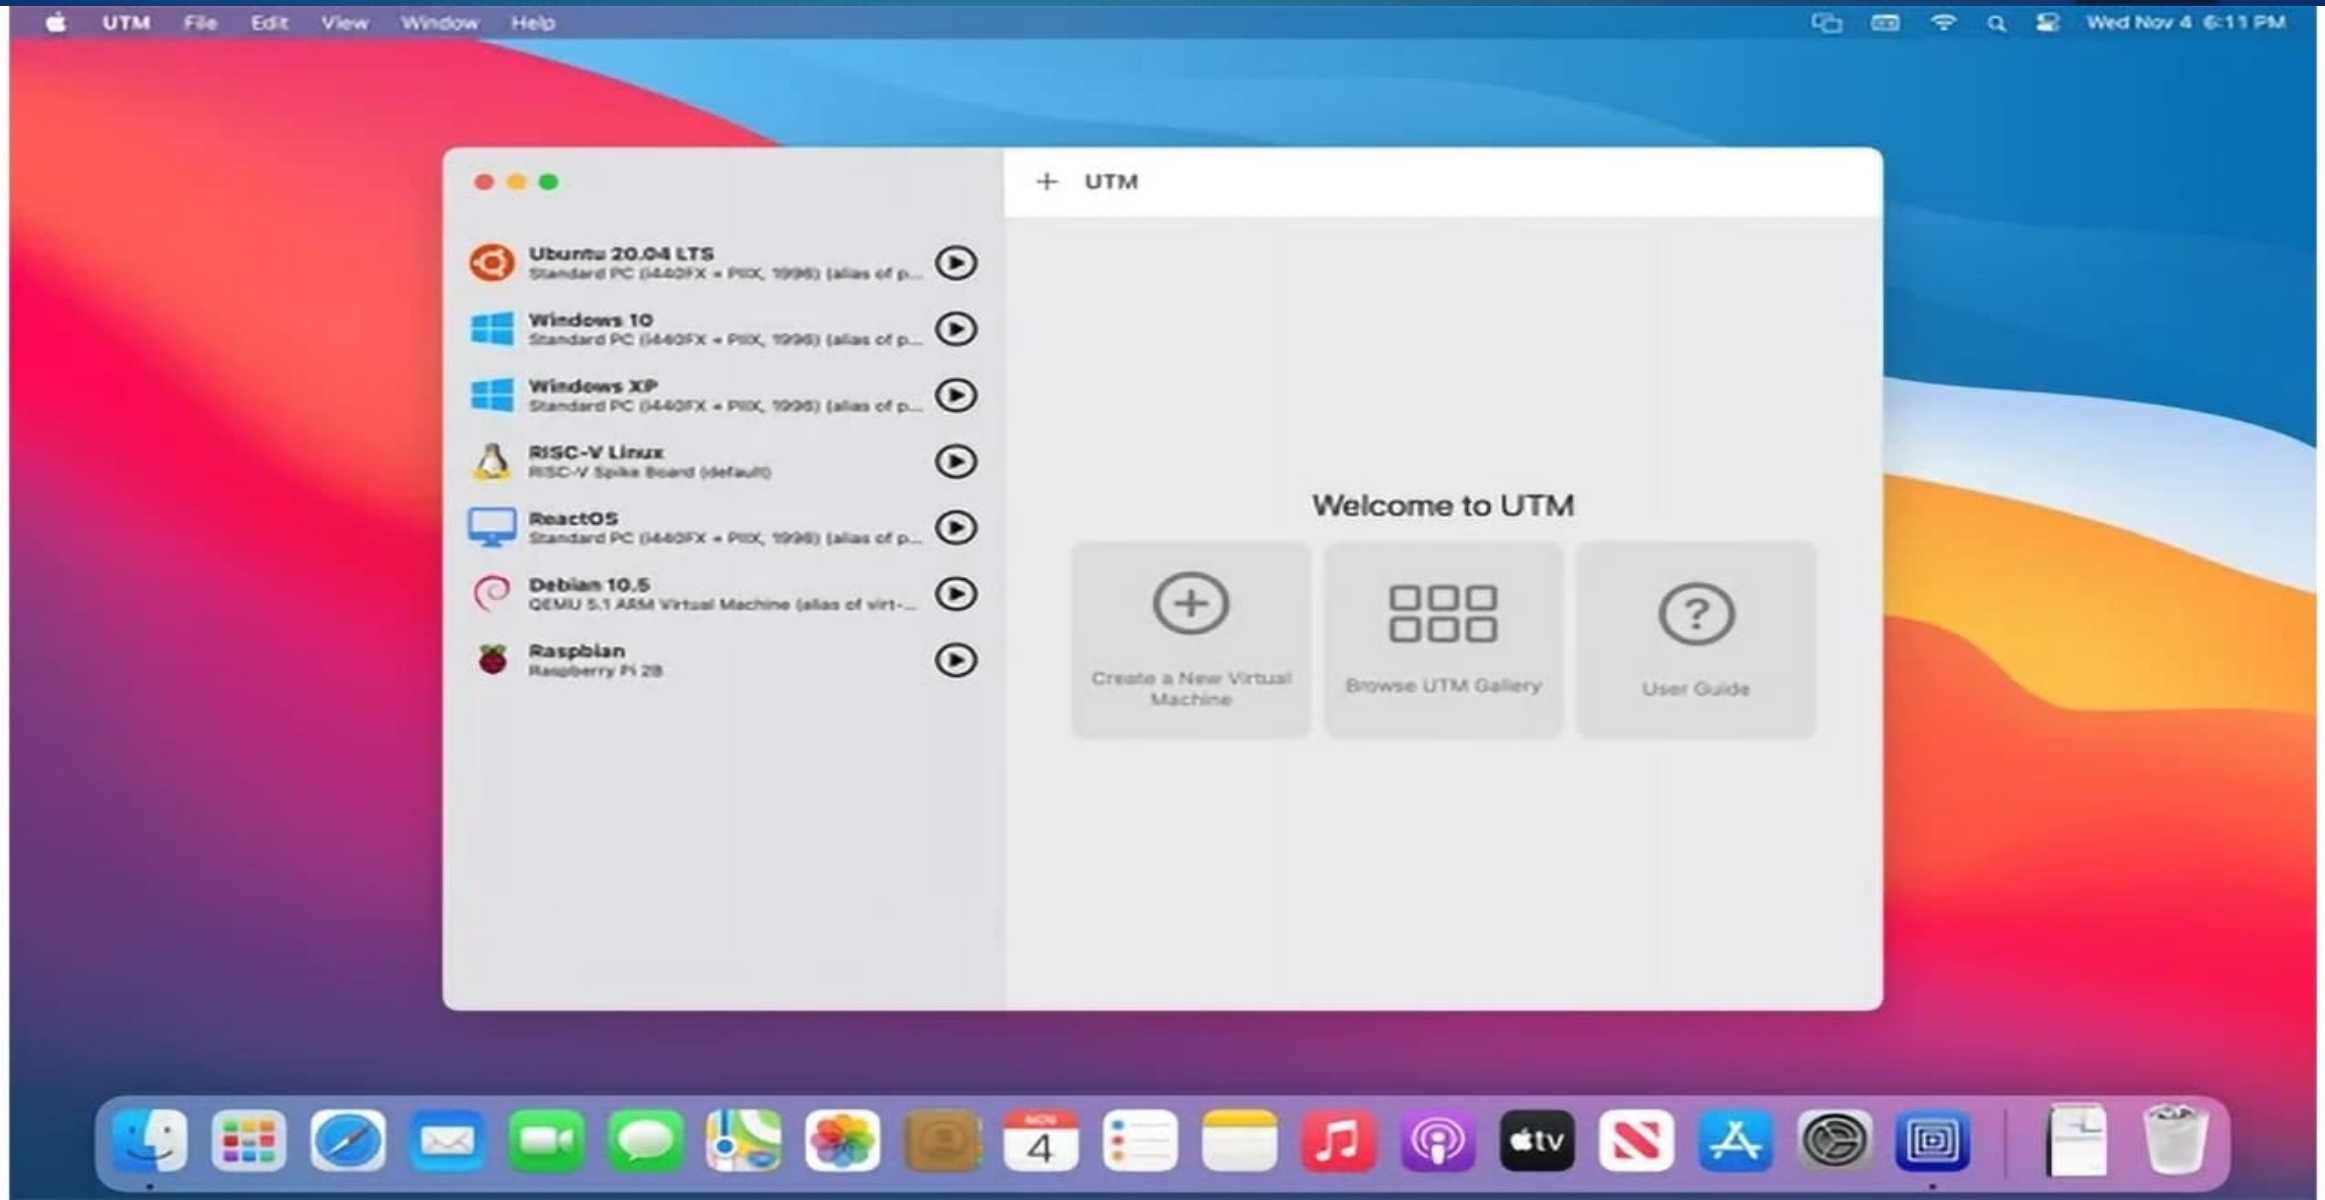 UTM File Edit View Window Help Wed Nov 4 6:11 PM
+ UTM
Ubuntu 20.04 LTS
Standard PC (i440FX + PIIX, 1996) (alias of p...
Windows 10
Standard PC (i440FX + PIIX, 1996) (alias of p...
Windows XP
Standard PC (i440FX + PIIX, 1996) (alias of p...
RISC-V Linux
RISC-V Spike Board (default)
ReactOS
Standard PC (i440FX + PIIX, 1996) (alias of p...
Debian 10.5
QEMU 5.1 ARM Virtual Machine (alias of virt-...
Raspbian
Raspberry Pi 2B
Welcome to UTM
Create a New Virtual
Machine
Browse UTM Gallery
?
User Guide
NOV
4
tv